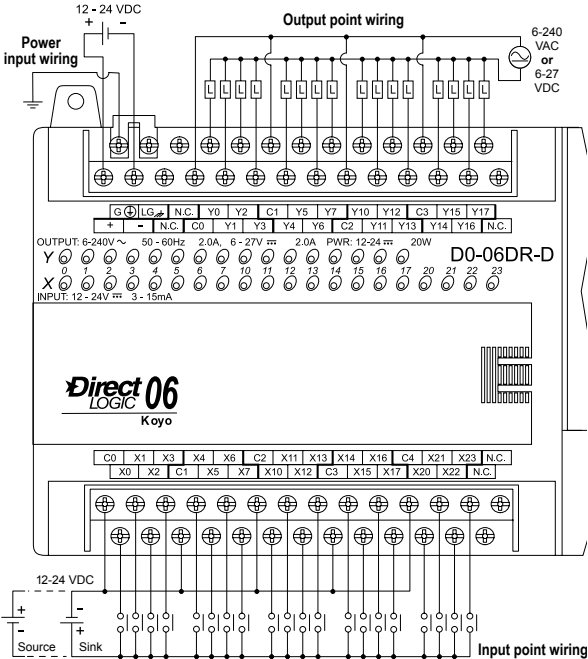 12 - 24 VDC
+ -
Output point wiring
Power
input wiring
6-240
VAC
or
6-27
VDC
L L L L L L L L L L L L L L L L
G LG N.C. Y0 Y2 C1 Y5 Y7 Y10 Y12 C3 Y15 Y17
+ - N.C. C0 Y1 Y3 Y4 Y6 C2 Y11 Y13 Y14 Y16 N.C.
OUTPUT: 6-240V ~ 50 - 60Hz 2.0A, 6 - 27V ⎓ 2.0A PWR: 12-24 ⎓ 20W
Y
D0-06DR-D
0 1 2 3 4 5 6 7 10 11 12 13 14 15 16 17 20 21 22 23
X
INPUT: 12 - 24V ⎓ 3 - 15mA
Direct 06
LOGIC
Koyo
C0 X1 X3 X4 X6 C2 X11 X13 X14 X16 C4 X21 X23 N.C.
X0 X2 C1 X5 X7 X10 X12 C3 X15 X17 X20 X22 N.C.
12-24 VDC
+ -
- +
Source Sink
Input point wiring